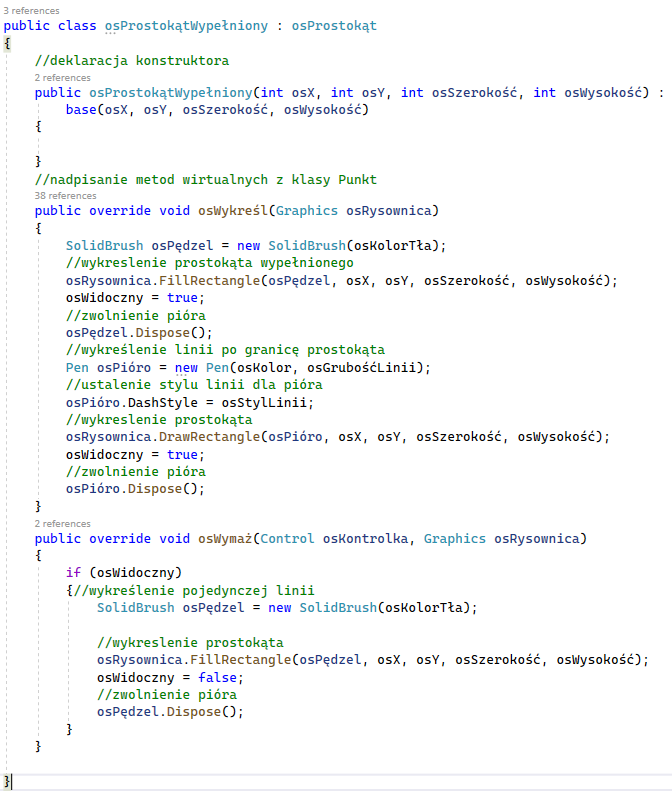 3 references
public class osProstokątWypełniony : osProstokąt
{
//deklaracja konstruktora
2 references
public osProstokątWypełniony(int osX, int osY, int osSzerokość, int osWysokość) :
base(osX, osY, osSzerokość, osWysokość)
{
}
//nadpisanie metod wirtualnych z klasy Punkt
38 references
public override void osWykreśl(Graphics osRysownica)
{
SolidBrush osPędzel = new SolidBrush(osKolorTła);
//wykreslenie prostokąta wypełnionego
osRysownica.FillRectangle(osPędzel, osX, osY, osSzerokość, osWysokość);
osWidoczny = true;
//zwolnienie pióra
osPędzel.Dispose();
//wykreślenie linii po granicę prostokąta
Pen osPióro = new Pen(osKolor, osGrubośćLinii);
//ustalenie stylu linii dla pióra
osPióro.DashStyle = osStylLinii;
//wykreslenie prostokąta
osRysownica.DrawRectangle(osPióro, osX, osY, osSzerokość, osWysokość);
osWidoczny = true;
//zwolnienie pióra
osPióro.Dispose();
}
2 references
public override void osWymaż(Control osKontrolka, Graphics osRysownica)
{
if (osWidoczny)
{//wykreślenie pojedynczej linii
SolidBrush osPędzel = new SolidBrush(osKolorTła);
//wykreslenie prostokąta
osRysownica.FillRectangle(osPędzel, osX, osY, osSzerokość, osWysokość);
osWidoczny = false;
//zwolnienie pióra
osPędzel.Dispose();
}
}
}